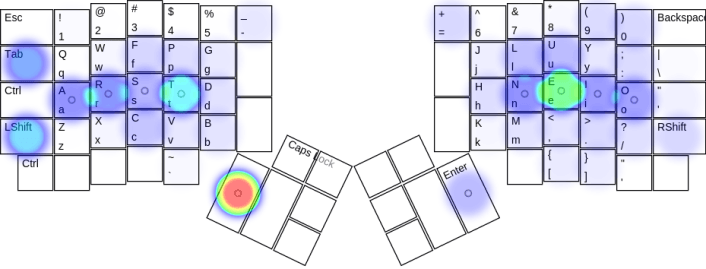 Esc ! @ # $ % _ + ^ & * ( ) Backspace
1 2 3 4 5 - = 6 7 8 9 0
Tab Q W F P G J L U Y : |
q w f p g j l u y ; \
Ctrl A R S T D H N E I O "
a r s t d h n e i o '
LShift Z X C V B K M < > ? RShift
z x c v b k m , . /
Ctrl ~ { } "
` [ ]
Caps Lock Enter